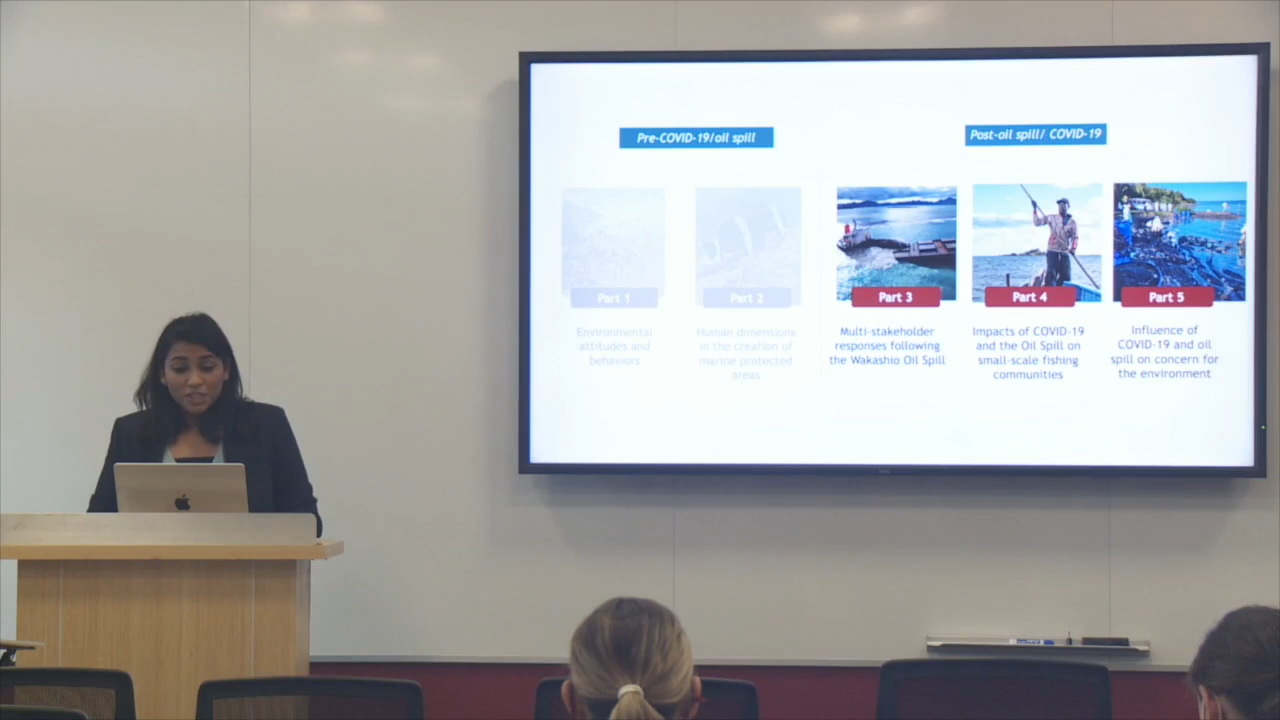 Pre-COVID-19/oil spill
Post-oil spill/ COVID-19
Part 1
Part 2
Part 3
Part 4
Part 5
Environmental
attitudes and
behaviors
Human dimensions
in the creation of
marine protected
areas
Multi-stakeholder
responses following
the Wakashio Oil Spill
Impacts of COVID-19
and the Oil Spill on
small-scale fishing
communities
Influence of
COVID-19 and oil
spill on concern for
the environment